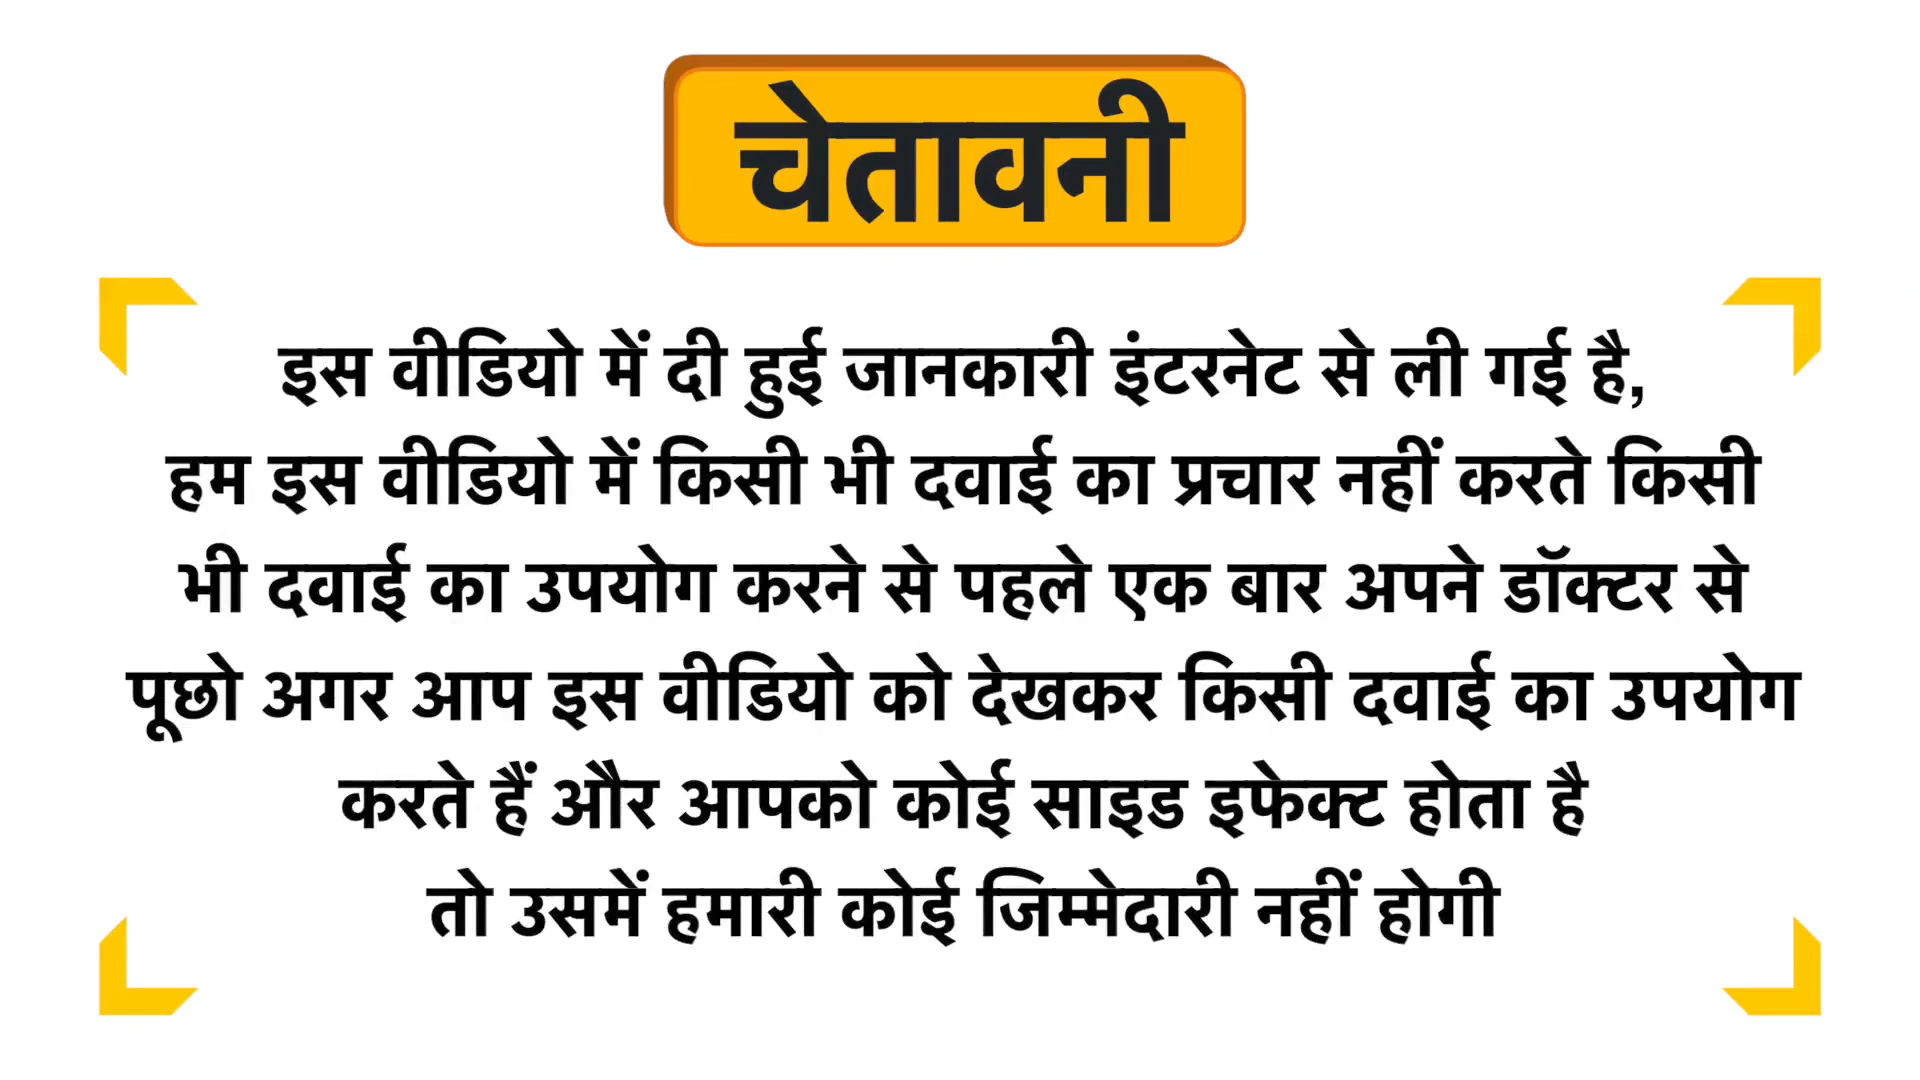 चेतावनी
इस वीडियो में दी हुई जानकारी इंटरनेट से ली गई है,
हम इस वीडियो में किसी भी दवाई का प्रचार नहीं करते किसी
भी दवाई का उपयोग करने से पहले एक बार अपने डॉक्टर से
पूछो अगर आप इस वीडियो को देखकर किसी दवाई का उपयोग
करते हैं और आपको कोई साइड इफेक्ट होता है
तो उसमें हमारी कोई जिम्मेदारी नहीं होगी